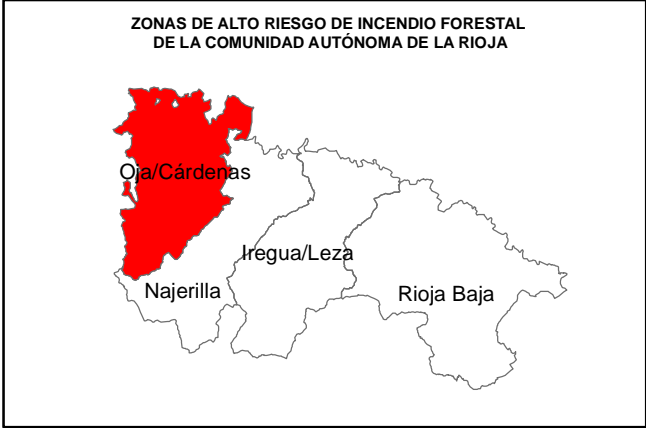 ZONAS DE ALTO RIESGO DE INCENDIO FORESTAL
DE LA COMUNIDAD AUTÓNOMA DE LA RIOJA
Oja/Cárdenas
Iregua/Leza
Najerilla
Rioja Baja